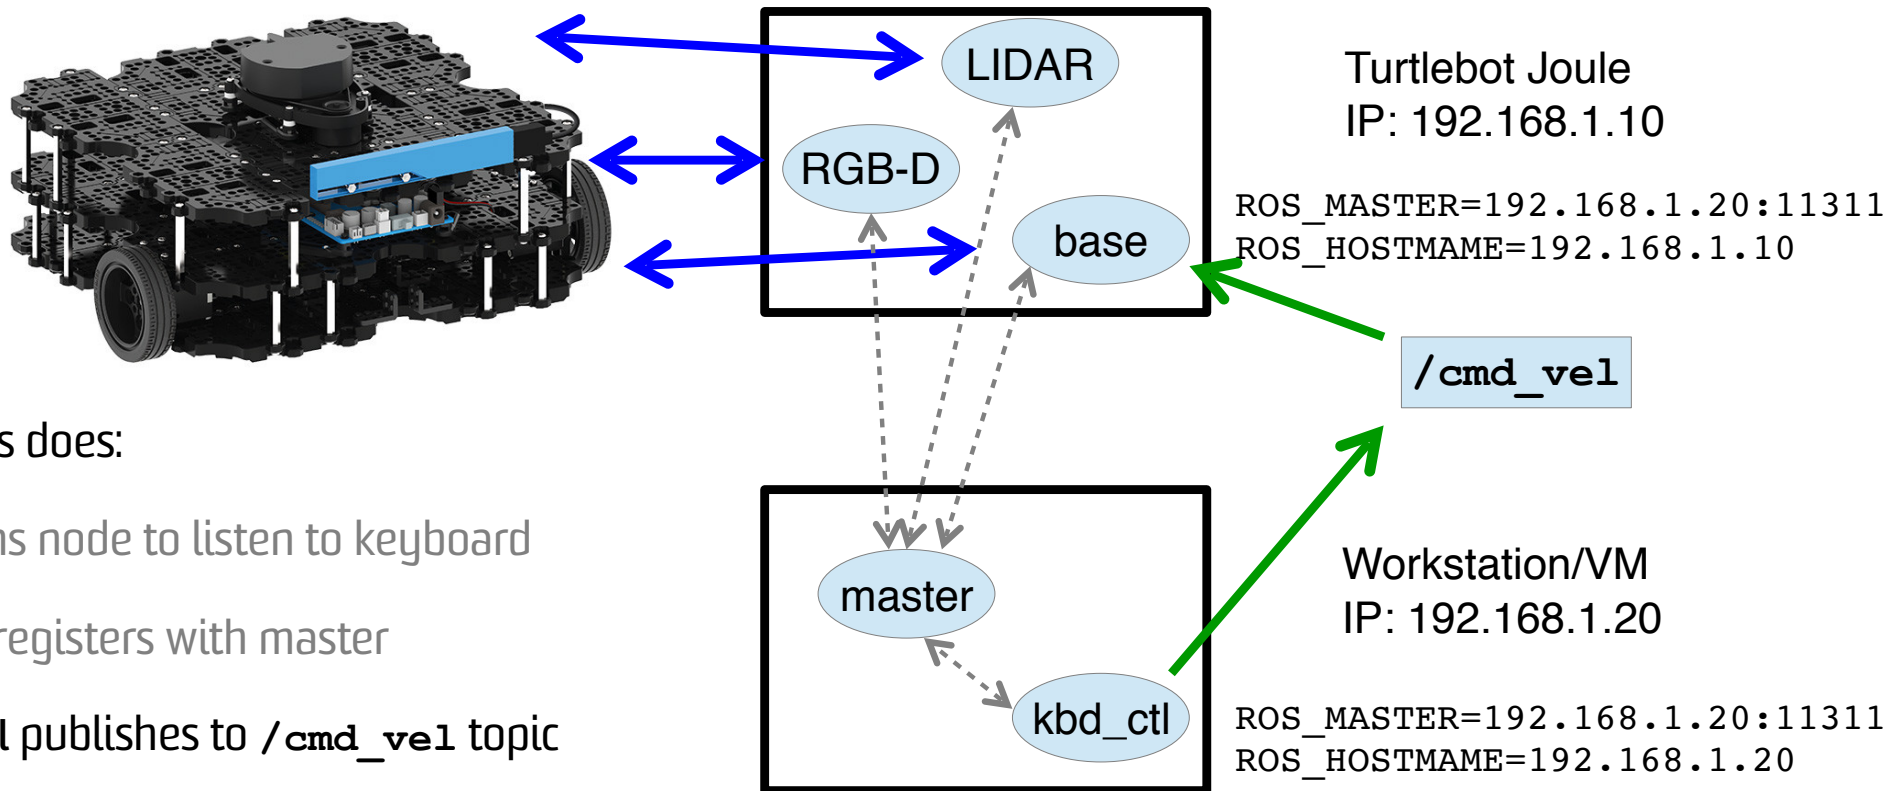 LIDAR
RGB-D
base
Turtlebot Joule
IP: 192.168.1.10
ROS_MASTER=192.168.1.20:11311
ROS_HOSTMAME=192.168.1.10
/cmd_vel
s does:
s node to listen to keyboard
registers with master
publishes to /cmd_vel topic
master
kbd_ctl
Workstation/VM
IP: 192.168.1.20
ROS_MASTER=192.168.1.20:11311
ROS_HOSTMAME=192.168.1.20